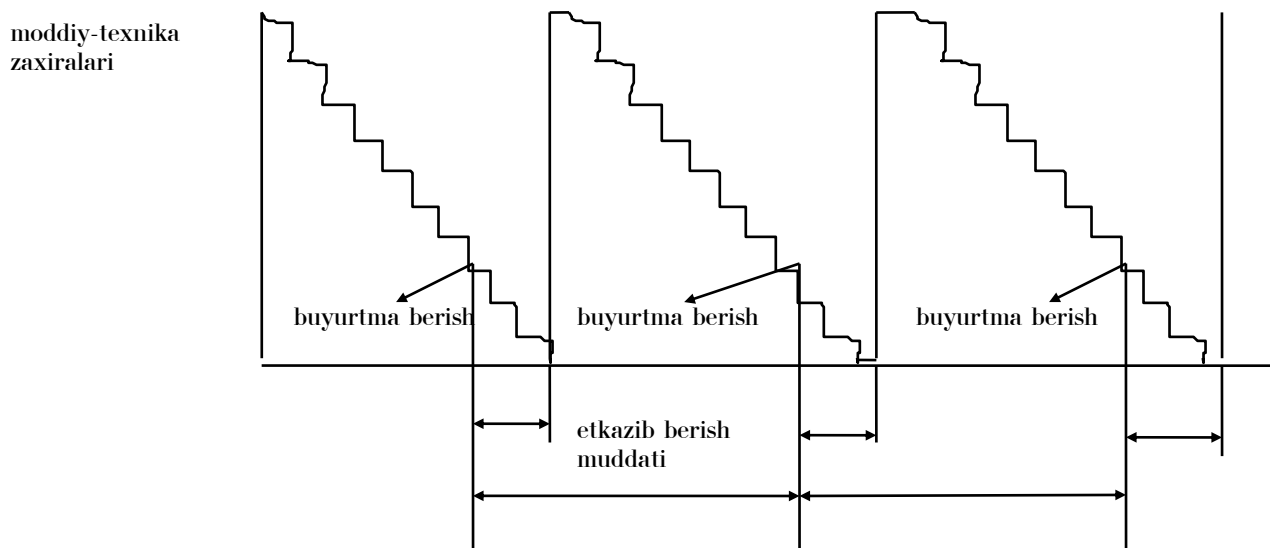 moddiy-texnika
zaxiralari
buyurtma berish
buyurtma berish
buyurtma berish
etkazib berish
muddati